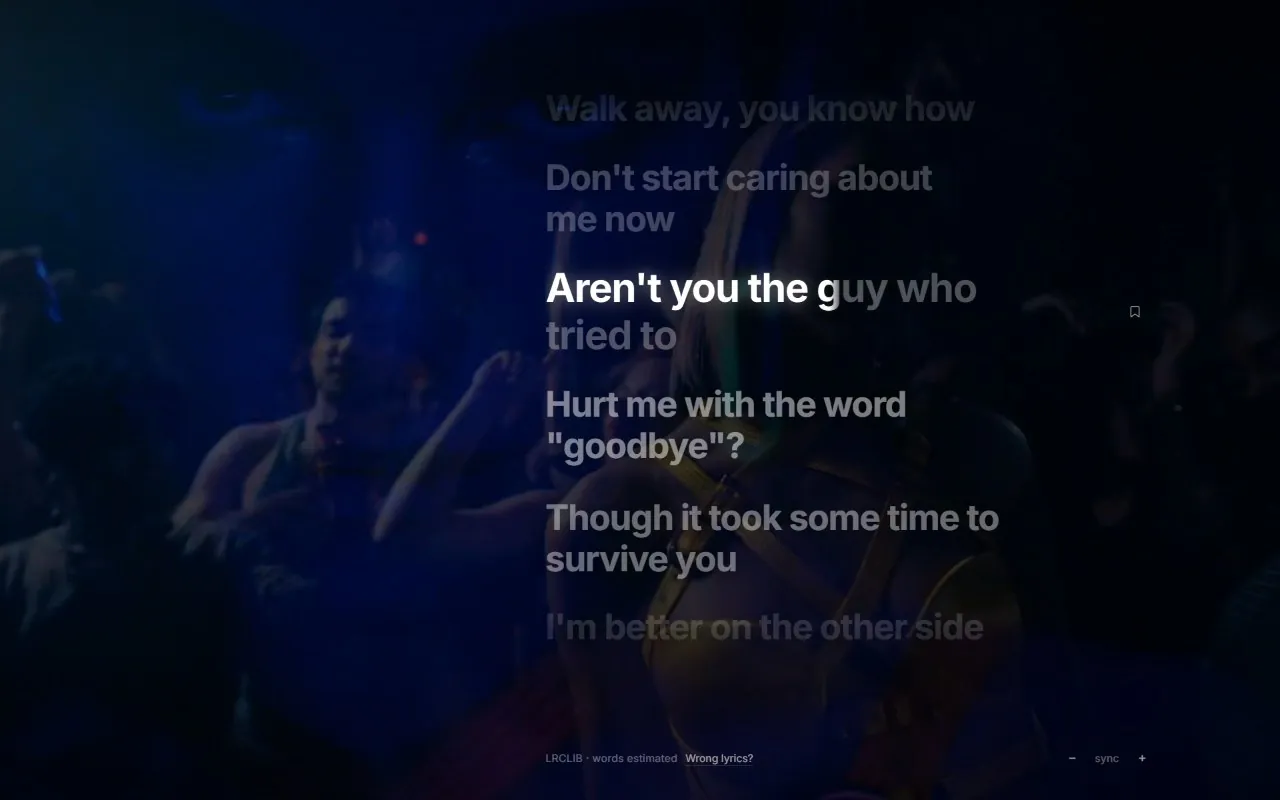 Walk away, you know how
Don't start caring about
me now
Aren't you the guy who
tried to
Hurt me with the word
"goodbye"?
Though it took some time to
survive you
I'm better on the other side
LRCLIB · words estimated Wrong lyrics?
− sync +